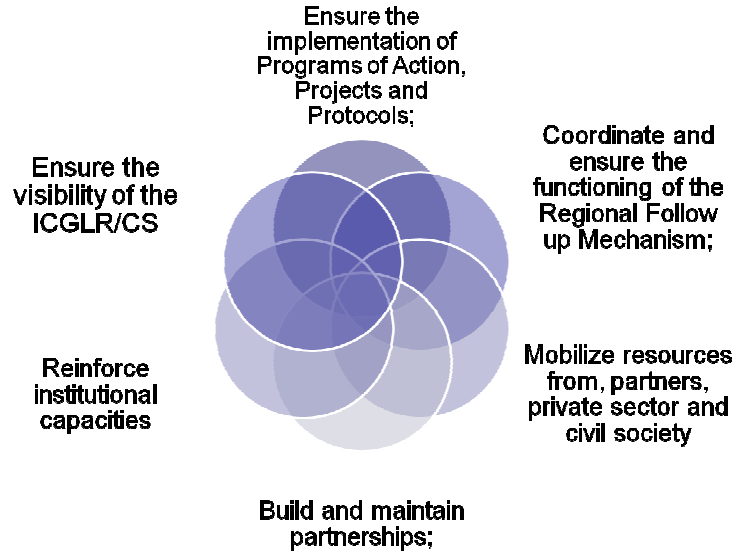 Ensure the
implementation of
Programs of Action,
Projects and
Protocols;
Coordinate and
ensure the
functioning of the
Regional Follow
up Mechanism;
Mobilize resources
from, partners,
private sector and
civil society
Build and maintain
partnerships;
Reinforce
institutional
capacities
Ensure the
visibility of the
ICGLR/CS